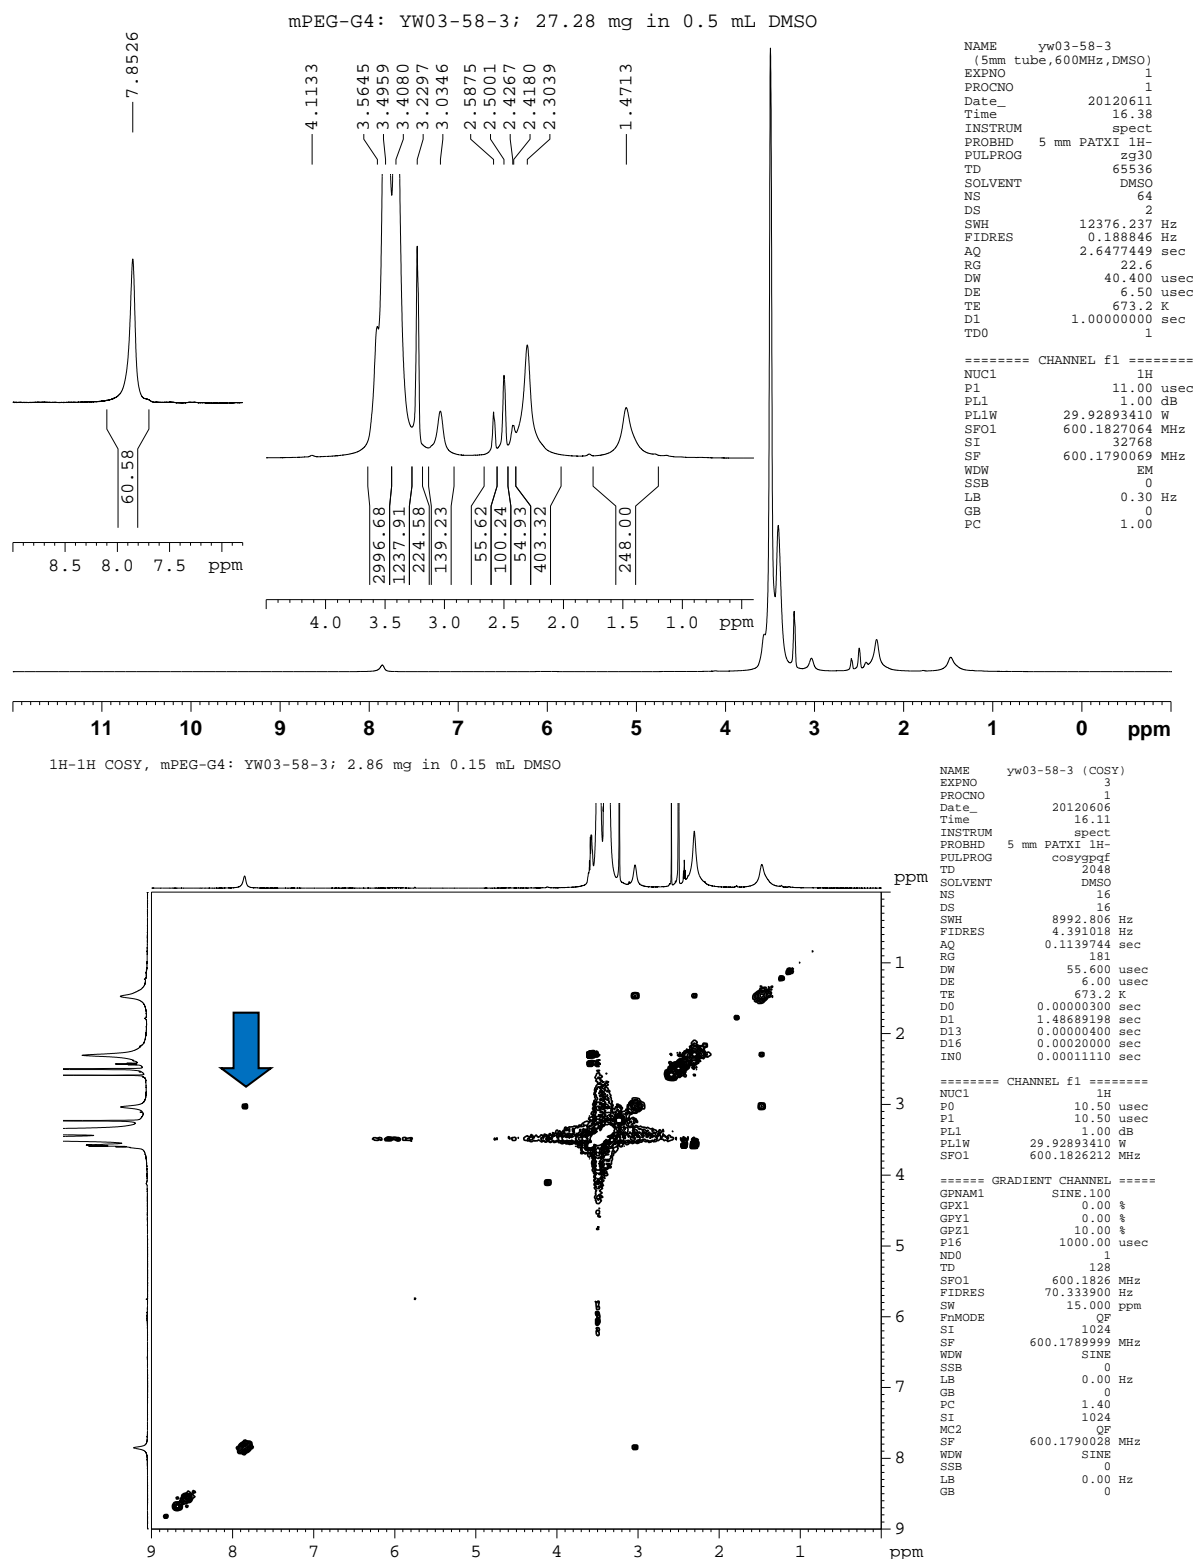 mPEG-G4: YW03-58-3; 27.28 mg in 0.5 mL DMSO
7.8526
4.1133
3.5645
3.4959
3.4080
3.2297
3.0346
2.5875
2.5001
2.4267
2.4180
2.3039
1.4713
60.58
8.5 8.0 7.5 ppm
2996.68
1237.91
224.58
139.23
55.62
100.24
54.93
403.32
248.00
4.0 3.5 3.0 2.5 2.0 1.5 1.0 ppm
NAME yw03-58-3
(5mm tube,600MHz,DMSO)
EXPNO 1
PROCNO 1
Date_ 20120611
Time 16.38
INSTRUM spect
PROBHD 5 mm PATXI 1H-
PULPROG zg30
TD 65536
SOLVENT DMSO
NS 64
DS 2
SWH 12376.237 Hz
FIDRES 0.188846 Hz
AQ 2.6477449 sec
RG 22.6
DW 40.400 usec
DE 6.50 usec
TE 673.2 K
D1 1.00000000 sec
TD0 1
======== CHANNEL f1 ========
NUC1 1H
P1 11.00 usec
PL1 1.00 dB
PL1W 29.92893410 W
SFO1 600.1827064 MHz
SI 32768
SF 600.1790069 MHz
WDW EM
SSB 0
LB 0.30 Hz
GB 0
PC 1.00
11 10 9 8 7 6 5 4 3 2 1 0 ppm
1H-1H COSY, mPEG-G4: YW03-58-3; 2.86 mg in 0.15 mL DMSO
ppm
1
2
3
4
5
6
7
8
9
9 8 7 6 5 4 3 2 1 ppm
NAME yw03-58-3 (COSY)
EXPNO 3
PROCNO 1
Date_ 20120606
Time 16.11
INSTRUM spect
PROBHD 5 mm PATXI 1H-
PULPROG cosygpqf
TD 2048
SOLVENT DMSO
NS 16
DS 16
SWH 8992.806 Hz
FIDRES 4.391018 Hz
AQ 0.1139744 sec
RG 181
DW 55.600 usec
DE 6.00 usec
TE 673.2 K
D0 0.00000300 sec
D1 1.48689198 sec
D13 0.00000400 sec
D16 0.00020000 sec
IN0 0.00011110 sec
======== CHANNEL f1 ========
NUC1 1H
P0 10.50 usec
P1 10.50 usec
PL1 1.00 dB
PL1W 29.92893410 W
SFO1 600.1826212 MHz
====== GRADIENT CHANNEL =====
GPNAM1 SINE.100
GPX1 0.00 %
GPY1 0.00 %
GPZ1 10.00 %
P16 1000.00 usec
ND0 1
TD 128
SFO1 600.1826 MHz
FIDRES 70.333900 Hz
SW 15.000 ppm
FnMODE QF
SI 1024
SF 600.1789999 MHz
WDW SINE
SSB 0
LB 0.00 Hz
GB 0
PC 1.40
SI 1024
MC2 QF
SF 600.1790028 MHz
WDW SINE
SSB 0
LB 0.00 Hz
GB 0